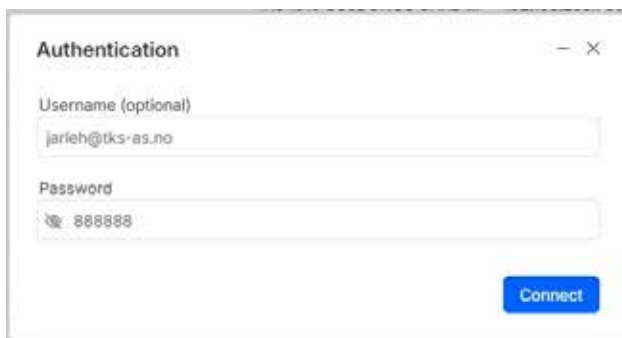 Authentication
Username (optional)
jarleh@tks-as.no
Password
888888
Connect